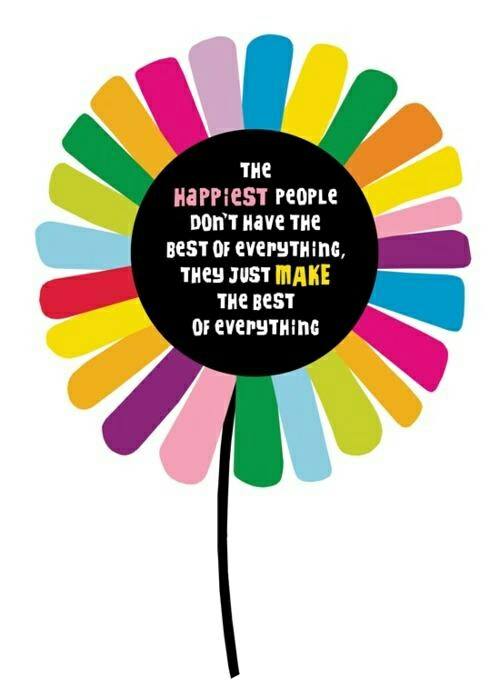 THE
HAPPIEST PEOPLE
DON'T HAVE THE
BEST OF EVERYTHING,
THEY JUST MAKE
THE BEST
OF EVERYTHING